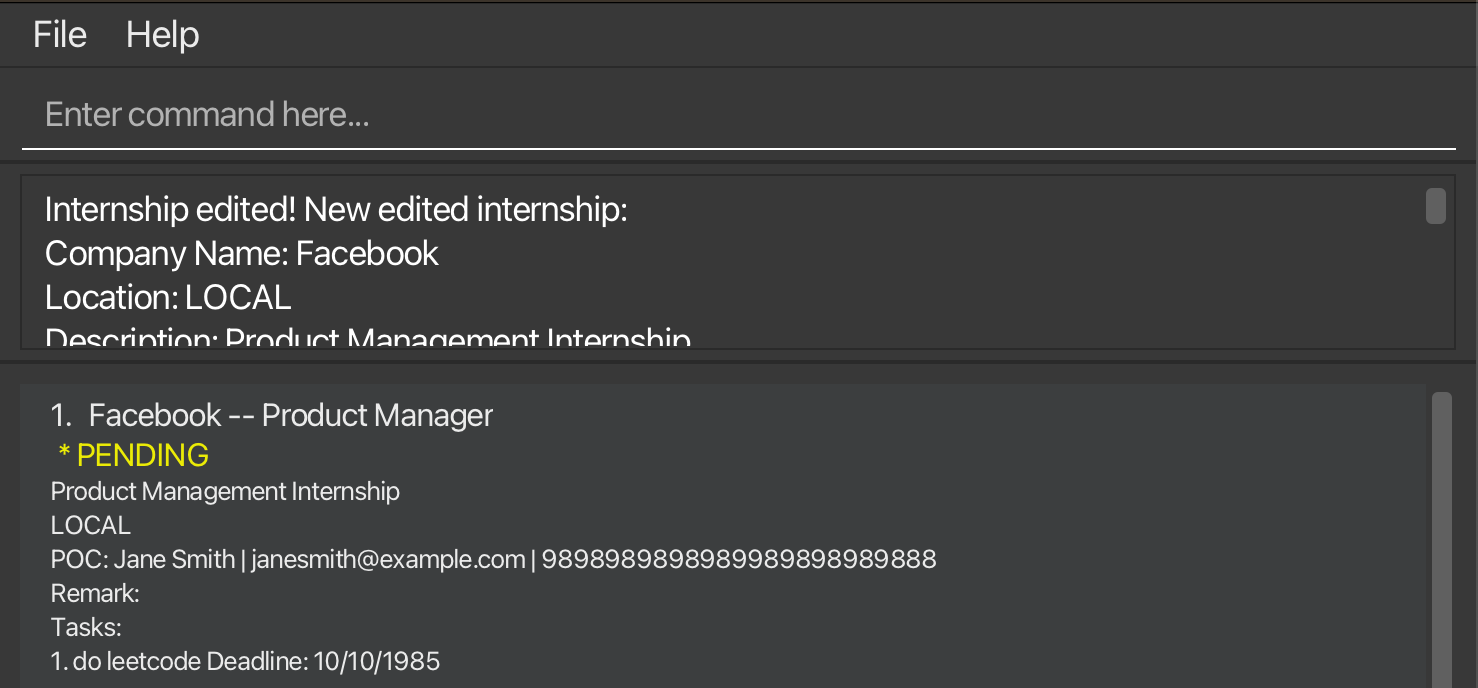 File Help
Enter command here...
Internship edited! New edited internship:
Company Name: Facebook
Location: LOCAL
Description: Product Management Internship
1. Facebook -- Product Manager
* PENDING
Product Management Internship
LOCAL
POC: Jane Smith | janesmith@example.com | 9898989898989989898989888
Remark:
Tasks:
1. do leetcode Deadline: 10/10/1985